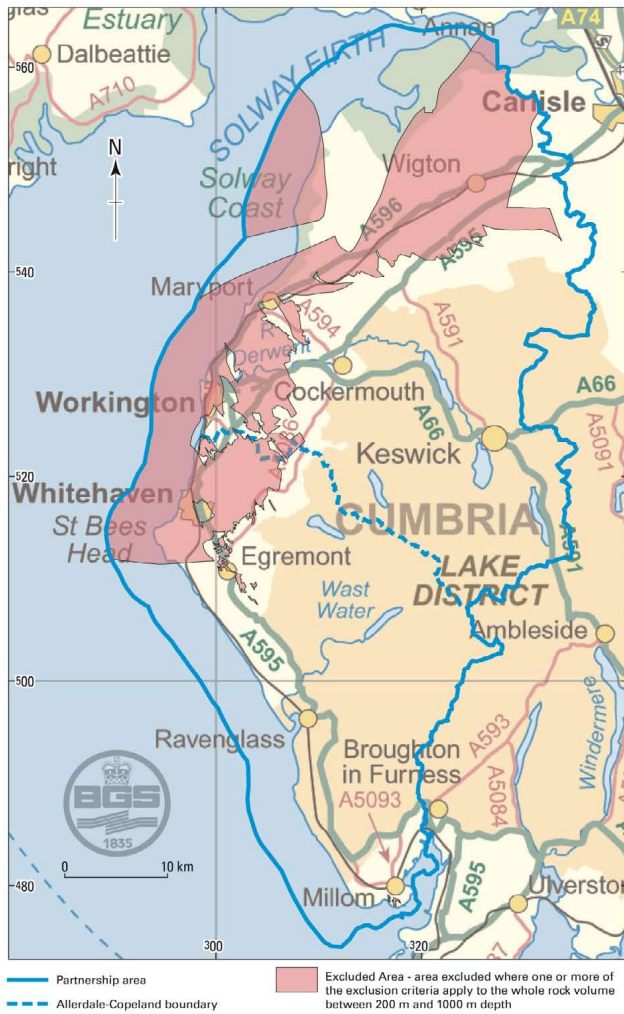 Estuary
Annan
A74
Dalbeattie
560
A710
SOLWAY FIRTH
Carlisle
right
N
Wigton
Solway
Coast
A596
A595
540
Maryport
A594
A591
R
Derwent
Cockermouth
A66
Workington
A66
A5086
Keswick
A5091
520
Whitehaven
CUMBRIA
St Bees
Head
A591
Egremont
LAKE
DISTRICT
Wast
Water
Ambleside
500
A595
A593
Windermere
Ravenglass
Broughton
in Furness
A5093
A5084
BGS
1835
0 10 km
480
Millom
A595
Ulversto
300
320
Partnership area
Allerdale-Copeland boundary
Excluded Area - area excluded where one or more of
the exclusion criteria apply to the whole rock volume
between 200 m and 1000 m depth